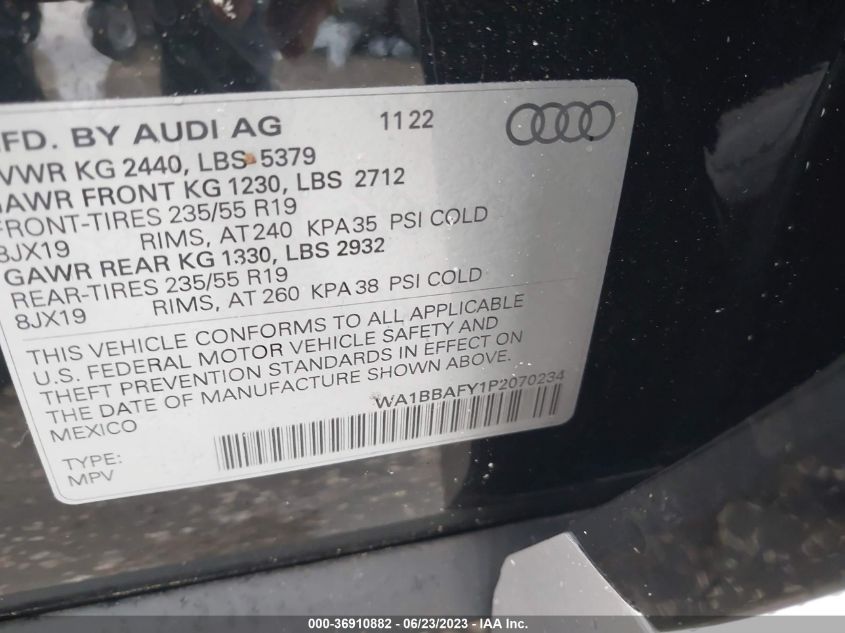 FD. BY AUDI AG 1122
VWR KG 2440, LBS 5379
AWR FRONT KG 1230, LBS 2712
FRONT-TIRES 235/55 R19
8JX19 RIMS, AT 240 KPA 35 PSI COLD
GAWR REAR KG 1330, LBS 2932
REAR-TIRES 235/55 R19
8JX19 RIMS, AT 260 KPA 38 PSI COLD
THIS VEHICLE CONFORMS TO ALL APPLICABLE
U.S. FEDERAL MOTOR VEHICLE SAFETY AND
THEFT PREVENTION STANDARDS IN EFFECT ON
THE DATE OF MANUFACTURE SHOWN ABOVE.
MEXICO WA1BBAFY1P2070234
TYPE:
MPV
000-36910882 - 06/23/2023 - IAA Inc.